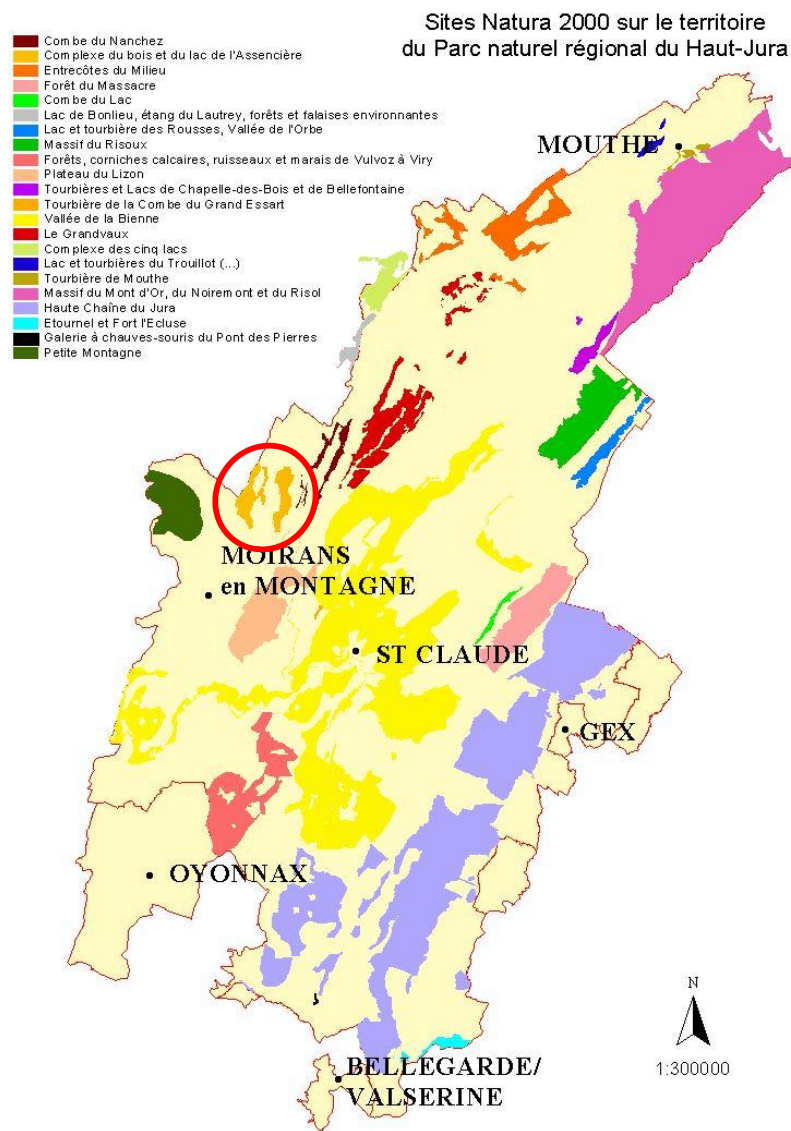 Sites Natura 2000 sur le territoire
du Parc naturel régional du Haut-Jura
Combe du Nanchez
Complexe du bois et du lac de l'Assencière
Entrecôtes du Milieu
Forêt du Massacre
Combe du Lac
Lac de Bonlieu, étang du Lautrey, forêts et falaises environnantes
Lac et tourbière des Rousses, Vallée de l'Orbe
Massif du Risoux
Forêts, corniches calcaires, ruisseaux et marais de Vulvoz à Viry
Plateau du Lizon
Tourbières et Lacs de Chapelle-des-Bois et de Bellefontaine
Tourbière de la Combe du Grand Essart
Vallée de la Bienne
Le Grandvaux
Complexe des cinq lacs
Lac et tourbières du Trouillot (...)
Tourbière de Mouthe
Massif du Mont d'Or, du Noiremont et du Risol
Haute Chaîne du Jura
Etournel et Fort l'Ecluse
Galerie à chauves-souris du Pont des Pierres
Petite Montagne
MOUTHE
MOIRANS
en MONTAGNE
ST CLAUDE
GEX
OYONNAX
BELLEGARDE/
VALSERINE
N
1:300000